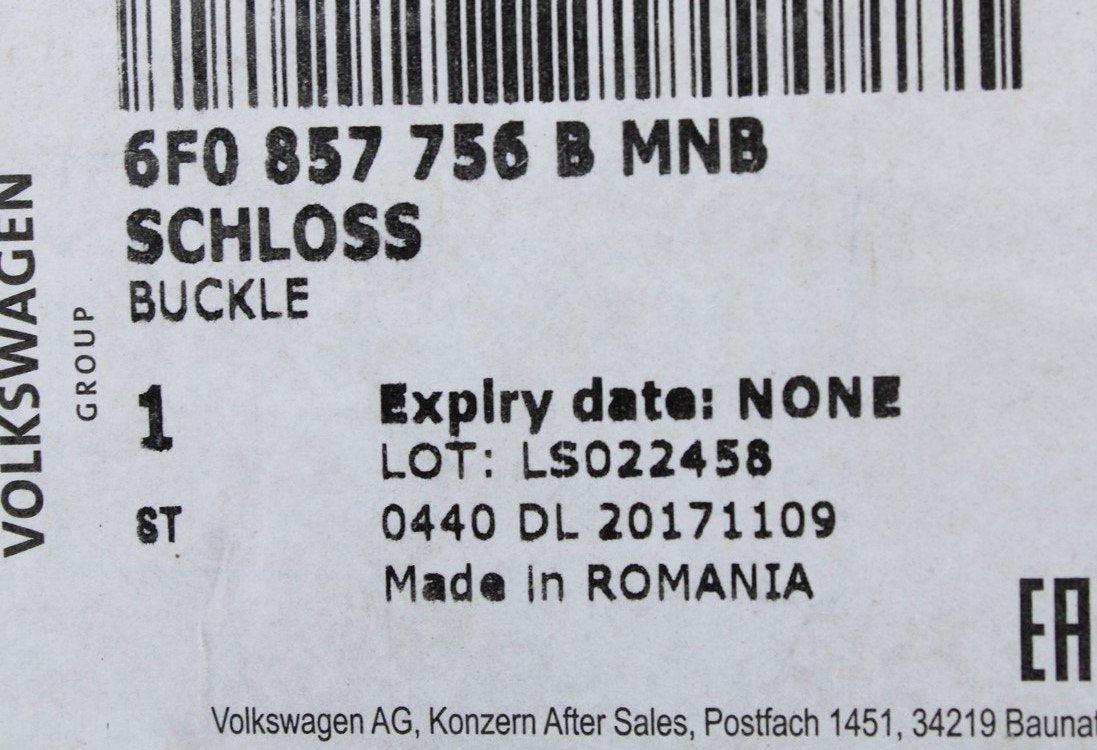 6F0 857 756 B MNB
SCHLOSS
BUCKLE
VOLKSWAGEN
GROUP
1
Expiry date: NONE
LOT: LS022458
ST
0440 DL 20171109
Made in ROMANIA
EAC
Volkswagen AG, Konzern After Sales, Postfach 1451, 34219